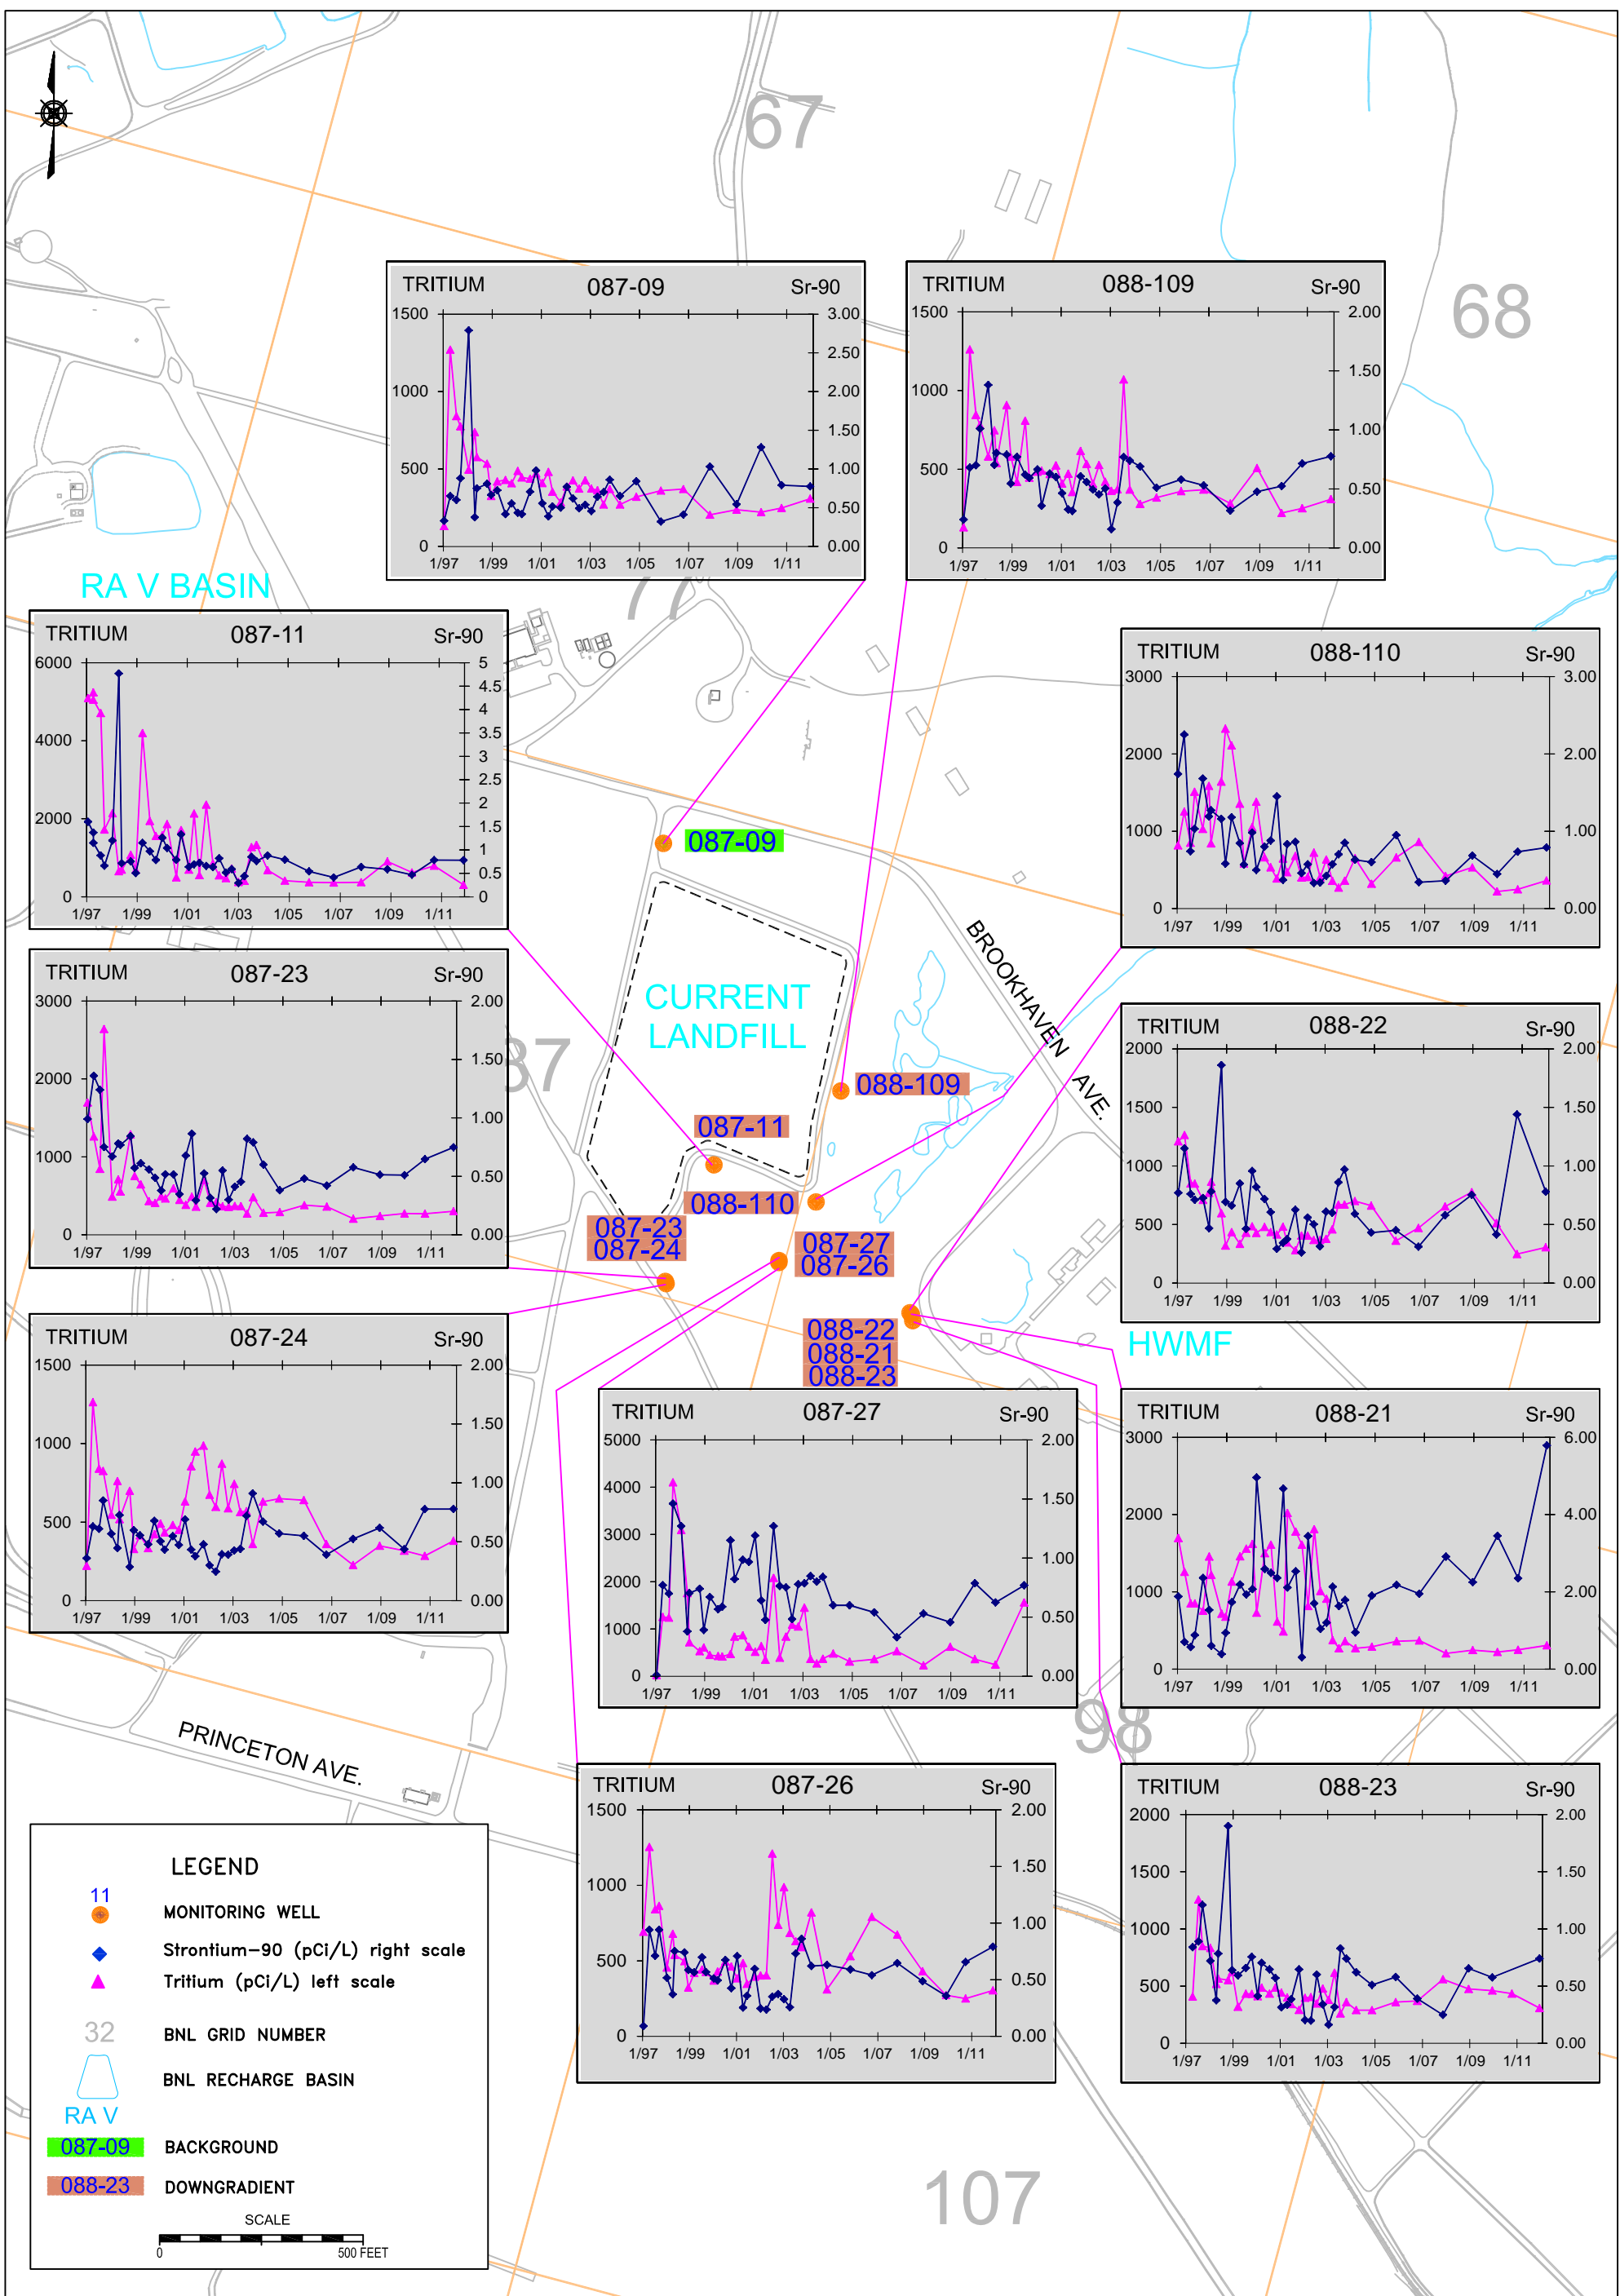 67
68
TRITIUM 087-09 Sr-90
1500 3.00
2.50
1000 2.00
1.50
500 1.00
0.50
0 0.00
1/97 1/99 1/01 1/03 1/05 1/07 1/09 1/11
TRITIUM 088-109 Sr-90
1500 2.00
1000 1.50
1.00
500 0.50
0 0.00
1/97 1/99 1/01 1/03 1/05 1/07 1/09 1/11
RA V BASIN
77
TRITIUM 087-11 Sr-90
6000 5
4.5
4000 4
3.5
3
2.5
2000 2
1.5
1
0.5
0 0
1/97 1/99 1/01 1/03 1/05 1/07 1/09 1/11
TRITIUM 088-110 Sr-90
3000 3.00
2000 2.00
1000 1.00
0 0.00
1/97 1/99 1/01 1/03 1/05 1/07 1/09 1/11
087-09
BROOKHAVEN AVE.
CURRENT
LANDFILL
87
088-109
087-11
088-110
087-23
087-24
087-27
087-26
088-22
088-21
088-23
HWMF
TRITIUM 087-23 Sr-90
3000 2.00
2000 1.50
1.00
1000 0.50
0 0.00
1/97 1/99 1/01 1/03 1/05 1/07 1/09 1/11
TRITIUM 088-22 Sr-90
2000 2.00
1500 1.50
1000 1.00
500 0.50
0 0.00
1/97 1/99 1/01 1/03 1/05 1/07 1/09 1/11
TRITIUM 087-24 Sr-90
1500 2.00
1.50
1000 1.00
500 0.50
0 0.00
1/97 1/99 1/01 1/03 1/05 1/07 1/09 1/11
TRITIUM 087-27 Sr-90
5000 2.00
4000 1.50
3000
2000 1.00
1000 0.50
0 0.00
1/97 1/99 1/01 1/03 1/05 1/07 1/09 1/11
TRITIUM 088-21 Sr-90
3000 6.00
2000 4.00
1000 2.00
0 0.00
1/97 1/99 1/01 1/03 1/05 1/07 1/09 1/11
98
PRINCETON AVE.
TRITIUM 087-26 Sr-90
1500 2.00
1.50
1000 1.00
500 0.50
0 0.00
1/97 1/99 1/01 1/03 1/05 1/07 1/09 1/11
TRITIUM 088-23 Sr-90
2000 2.00
1500 1.50
1000 1.00
500 0.50
0 0.00
1/97 1/99 1/01 1/03 1/05 1/07 1/09 1/11
LEGEND
11
MONITORING WELL
Strontium-90 (pCi/L) right scale
Tritium (pCi/L) left scale
32 BNL GRID NUMBER
BNL RECHARGE BASIN
RA V
087-09 BACKGROUND
088-23 DOWNGRADIENT
SCALE
0 500 FEET
107